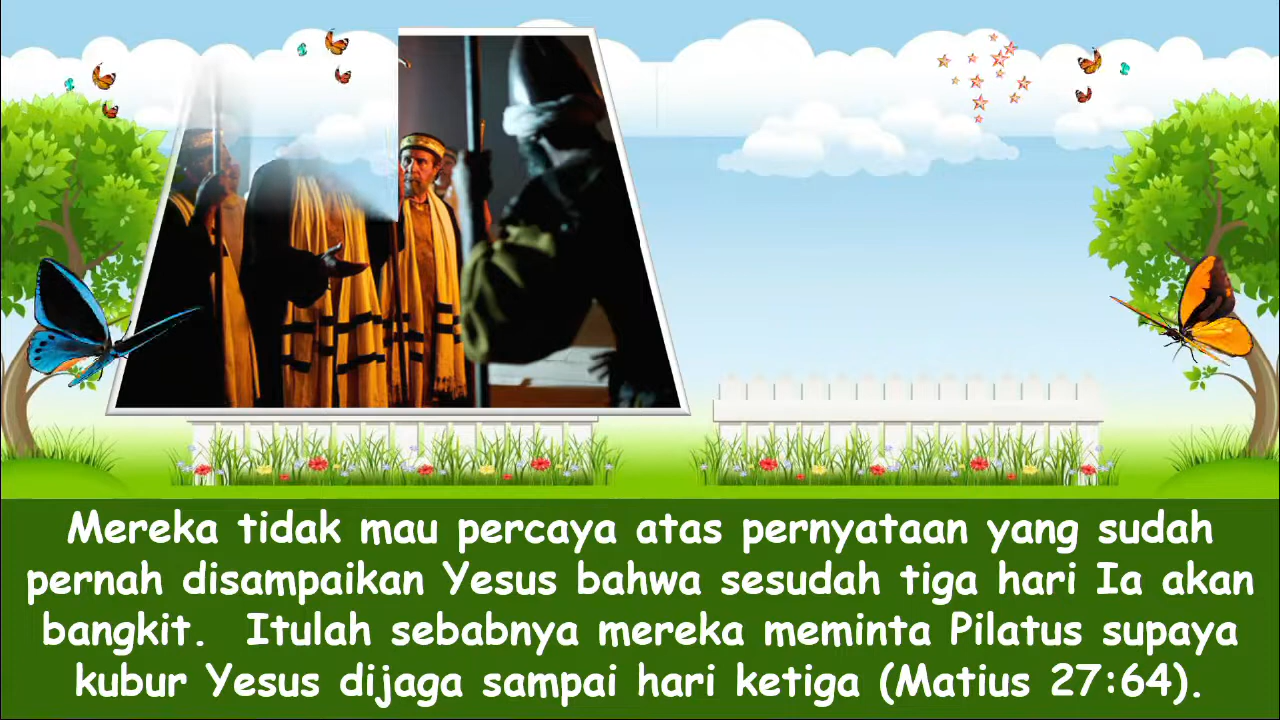 Mereka tidak mau percaya atas pernyataan yang sudah
pernah disampaikan Yesus bahwa sesudah tiga hari Ia akan
bangkit.  Itulah sebabnya mereka meminta Pilatus supaya
kubur Yesus dijaga sampai hari ketiga (Matius 27:64).